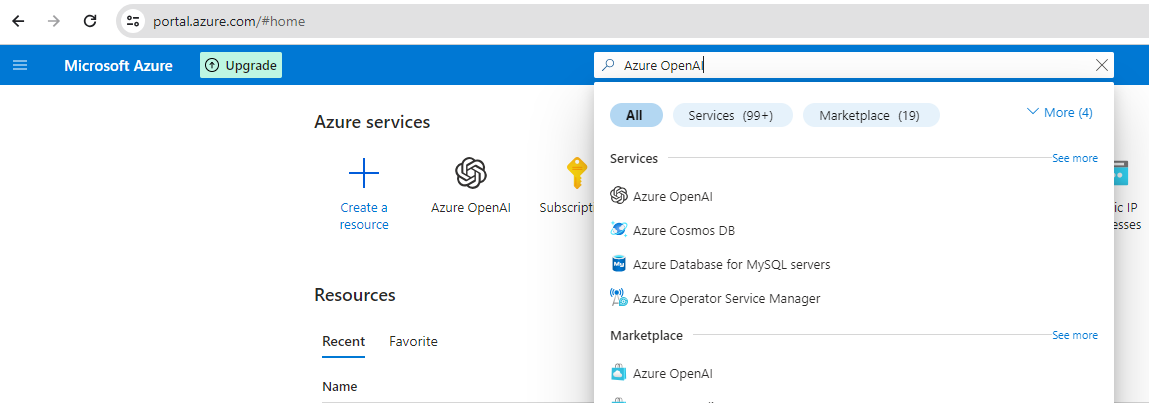 portal.azure.com/#home
Microsoft Azure
Upgrade
Azure OpenAI
All
Services (99+)
Marketplace (19)
More (4)
Azure services
Create a
resource
Azure OpenAI
Subscript
ic IP
esses
Services
See more
Azure OpenAI
Azure Cosmos DB
My
Azure Database for MySQL servers
Azure Operator Service Manager
Resources
Recent
Favorite
Name
Marketplace
See more
Azure OpenAI